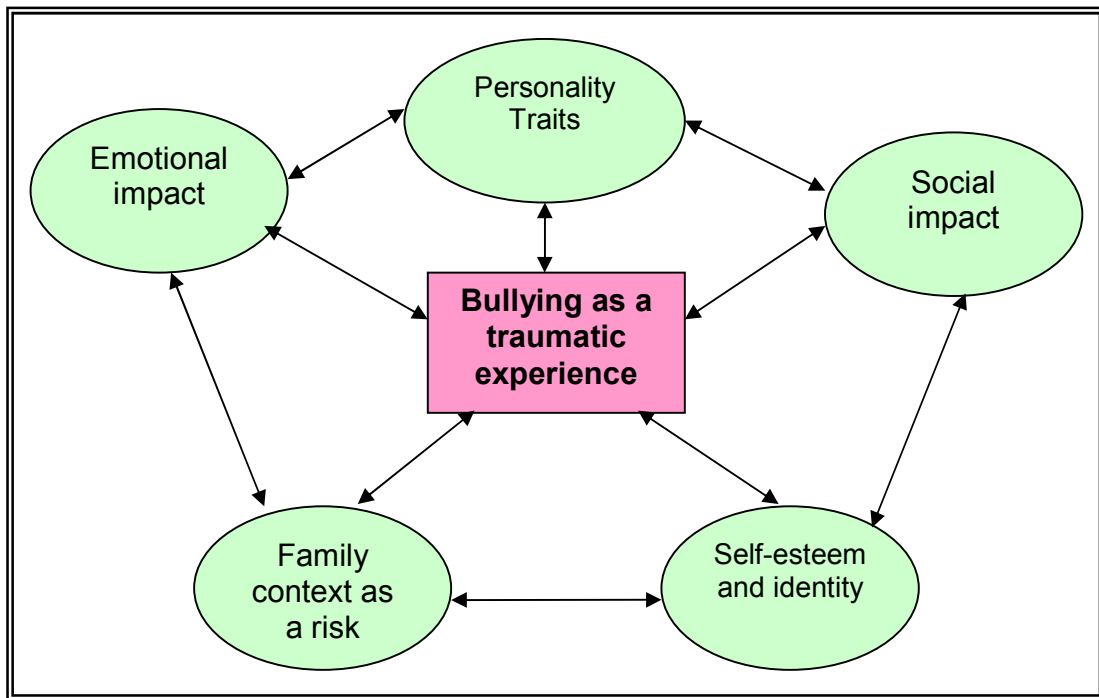 Personality
Traits
Emotional
impact
Social
impact
Bullying as a
traumatic
experience
Family
context as
a risk
Self-esteem
and identity